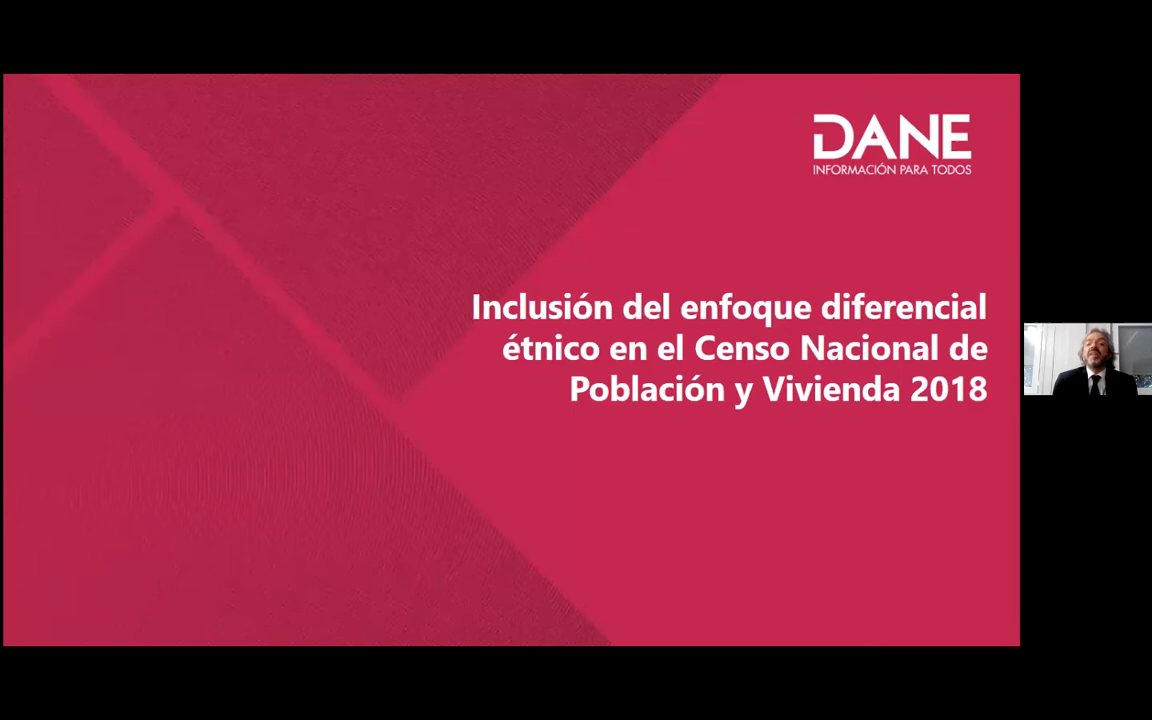 DANE
INFORMACIÓN PARA TODOS
Inclusión del enfoque diferencial
étnico en el Censo Nacional de
Población y Vivienda 2018